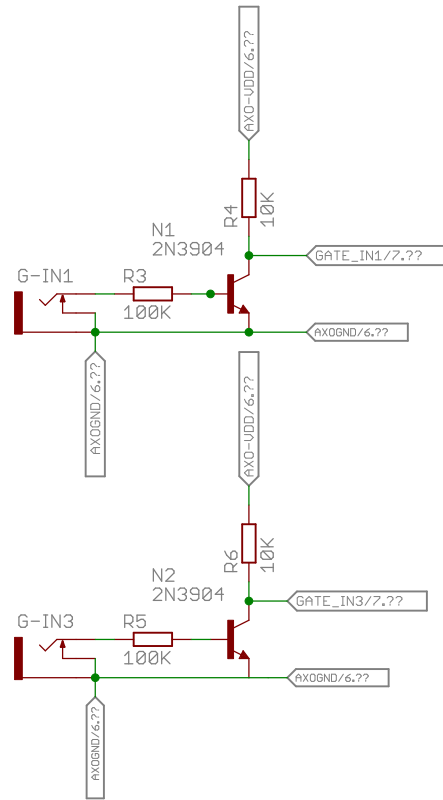 AXO-VDD/6.??
R4
10K
N1
2N3904
GATE_IN1/7.??
G-IN1
R3
100K
AXOGND/6.??
AXOGND/6.??
AXO-VDD/6.??
R6
10K
N2
2N3904
GATE_IN3/7.??
G-IN3
R5
100K
AXOGND/6.??
AXOGND/6.??